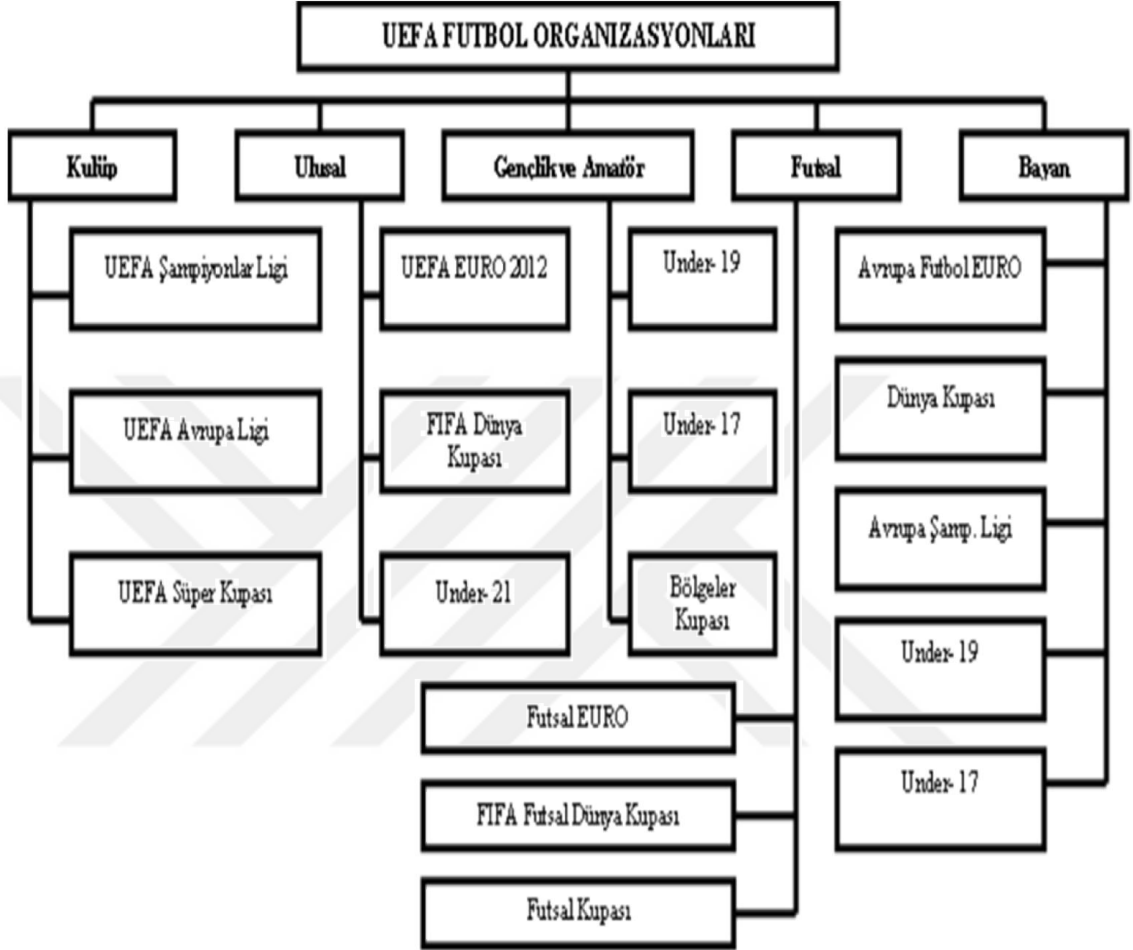 UEFA FUTBOL ORGANIZASYONLARI
Kulüp
Ulusal
Gençlik ve Amatör
Futsal
Bayan
UEFA Şampiyonlar Ligi
UEFA Avrupa Ligi
UEFA Süper Kupası
UEFA EURO 2012
FIFA Dünya
Kupası
Under- 21
Under- 19
Under- 17
Bölgeler
Kupası
Futsal EURO
FIFA Futsal Dünya Kupası
Futsal Kupası
Avrupa Futbol EURO
Dünya Kupası
Avrupa Şamp. Ligi
Under- 19
Under- 17